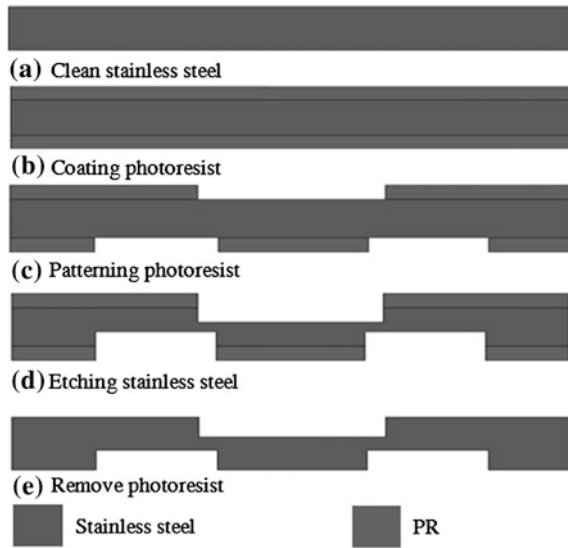 (a) Clean stainless steel
(b) Coating photoresist
(c) Patterning photoresist
(d) Etching stainless steel
(e) Remove photoresist
Stainless steel PR